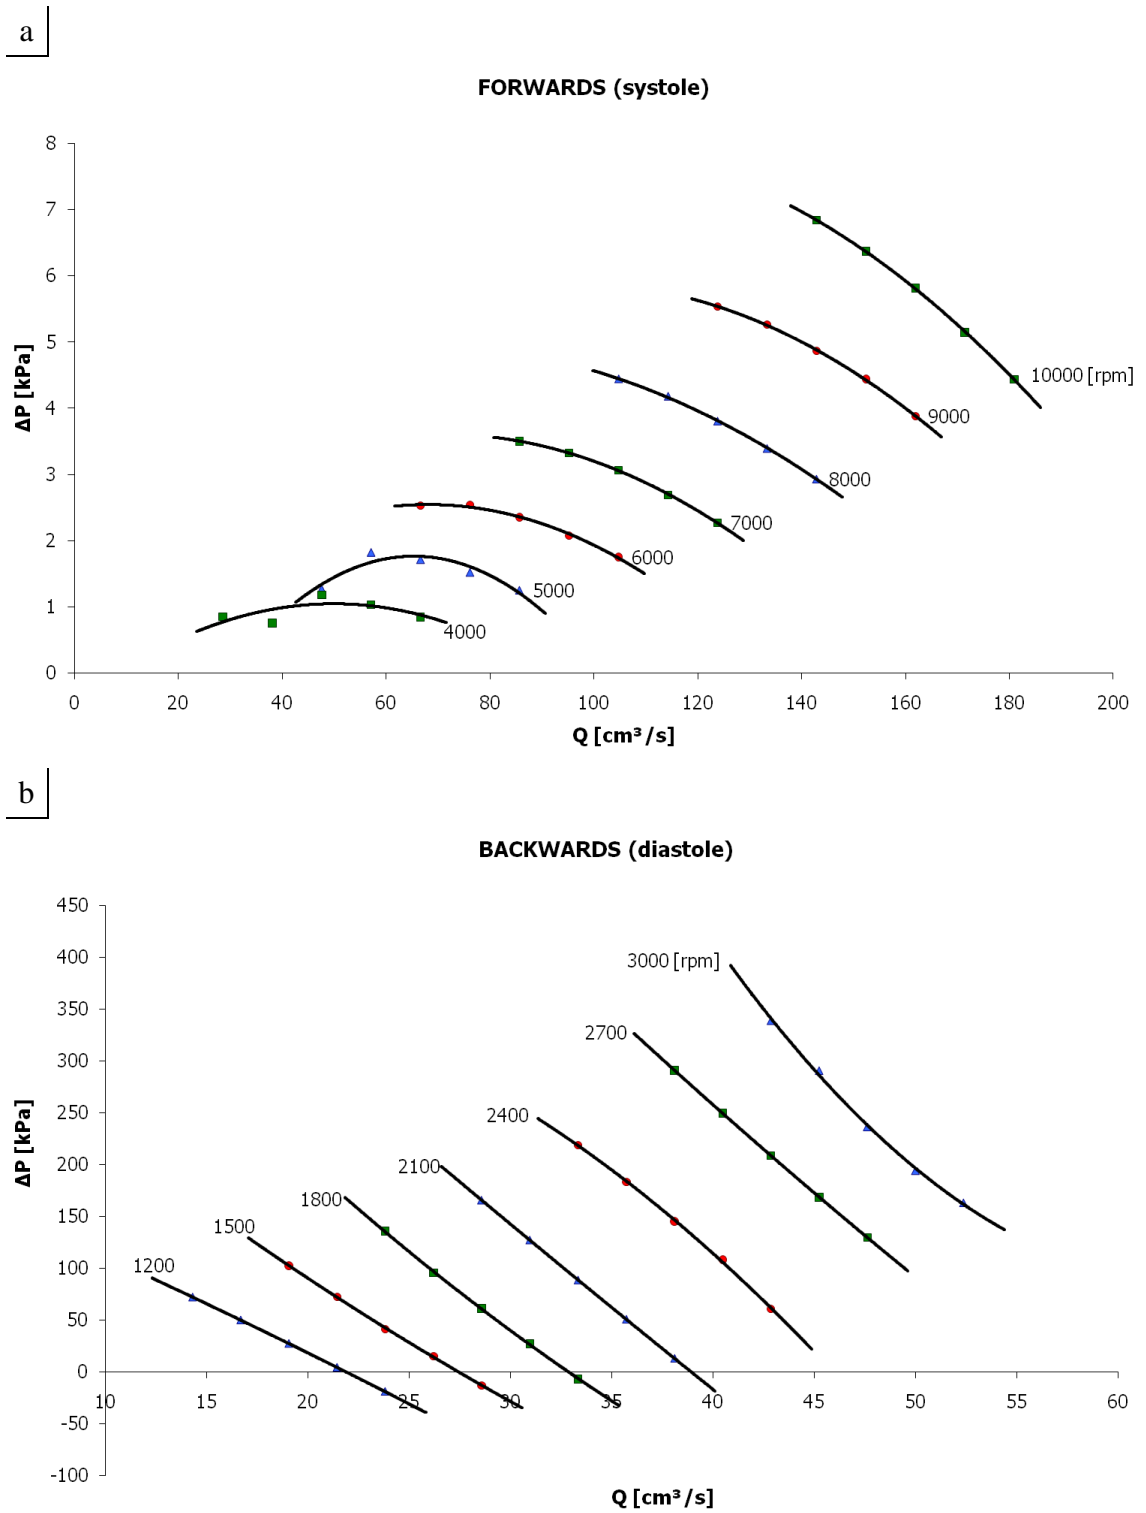 a
FORWARDS (systole)
8
7
6
5
4
3
2
1
0
ΔP [kPa]
10000 [rpm]
9000
8000
7000
6000
5000
4000
0 20 40 60 80 100 120 140 160 180 200
Q [cm³/s]
b
BACKWARDS (diastole)
450
400
350
300
250
200
150
100
50
0
-50
-100
ΔP [kPa]
3000 [rpm]
2700
2400
2100
1800
1500
1200
10 15 20 25 30 35 40 45 50 55 60
Q [cm³/s]